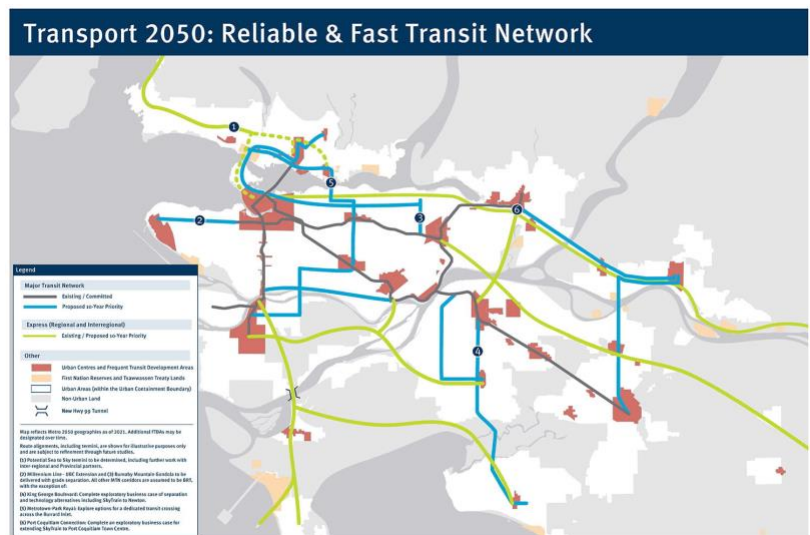 Transport 2050: Reliable & Fast Transit Network
1
5
2
3
6
4
Legend
Major Transit Network
Existing / Committed
Proposed 10-Year Priority
Express (Regional and Interregional)
Existing / Proposed 10-Year Priority
Other
Urban Centres and Frequent Transit Development Areas
First Nation Reserves and Tsawwassen Treaty Lands
Urban Areas (within the Urban Containment Boundary)
Non-Urban Land
New Hwy 99 Tunnel
Map reflects Metro 2050 geographies as of 2021. Additional FTDAs may be
designated over time.
Route alignments, including termini, are shown for illustrative purposes only
and are subject to refinement through future studies.
(1) Potential Sea to Sky termini to be determined, including further work with
inter-regional and Provincial partners.
(2) Millennium Line - UBC Extension and (3) Burnaby Mountain Gondola to be
delivered with grade separation. All other MTN corridors are assumed to be BRT,
with the exception of:
(4) King George Boulevard: Complete exploratory business case of separation
and technology alternatives including SkyTrain to Newton.
(5) Metrotown-Park Royal: Explore options for a dedicated transit crossing
across the Burrard Inlet.
(6) Port Coquitlam Connection: Complete an exploratory business case for
extending SkyTrain to Port Coquitlam Town Centre.